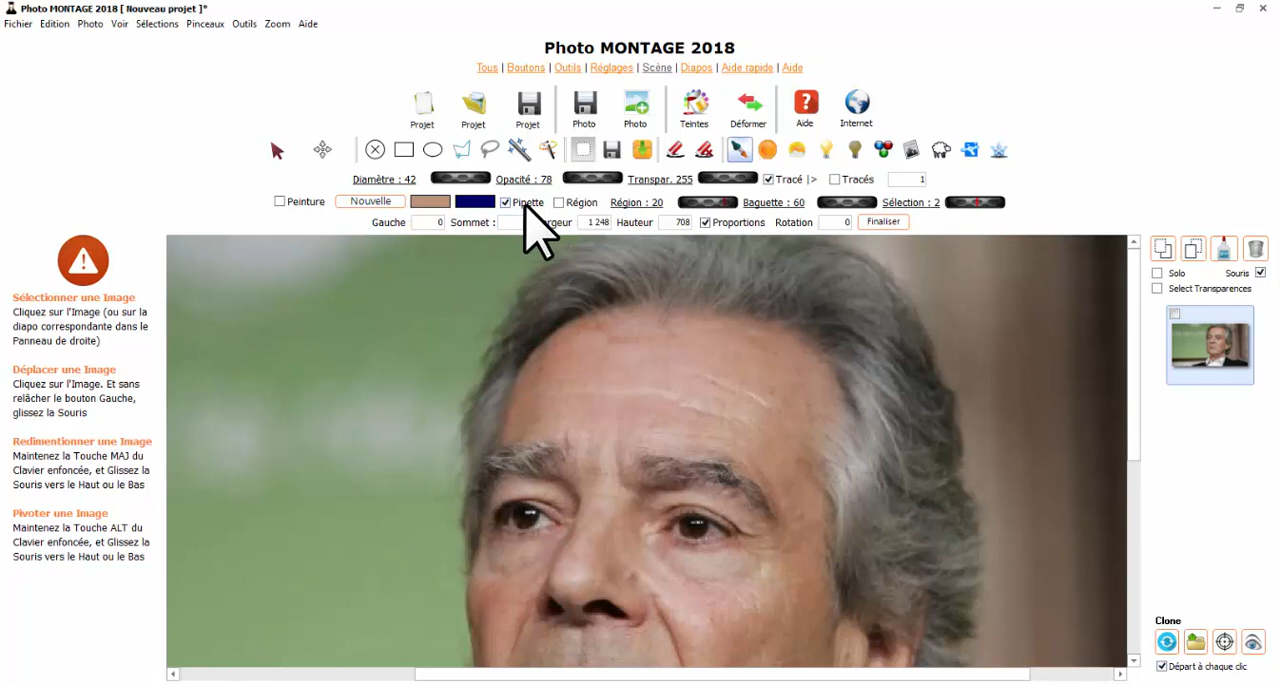 Photo MONTAGE 2018 [ Nouveau projet ]*
Fichier Edition Photo Voir Sélections Pinceaux Outils Zoom Aide
Photo MONTAGE 2018
Tous | Boutons | Outils | Réglages | Scène | Diapos | Aide rapide | Aide
Projet Projet Projet Photo Photo Teintes Déformer Aide Internet
Diamètre : 42 Opacité : 78 Transpar. 255 Tracé |> Tracés 1
Peinture Nouvelle Pipette Région Région : 20 Baguette : 60 Sélection : 2
Gauche 0 Sommet : 1 248 Hauteur 708 Proportions Rotation 0 Finaliser
Sélectionner une Image
Cliquez sur l'Image (ou sur la
diapo correspondante dans le
Panneau de droite)
Déplacer une Image
Cliquez sur l'Image. Et sans
relâcher le bouton Gauche,
glissez la Souris
Redimentionner une Image
Maintenez la Touche MAJ du
Clavier enfoncée, et Glissez la
Souris vers le Haut ou le Bas
Pivoter une Image
Maintenez la Touche ALT du
Clavier enfoncée, et Glissez la
Souris vers le Haut ou le Bas
Solo Souris
Select Transparences
Clone
Départ à chaque clic